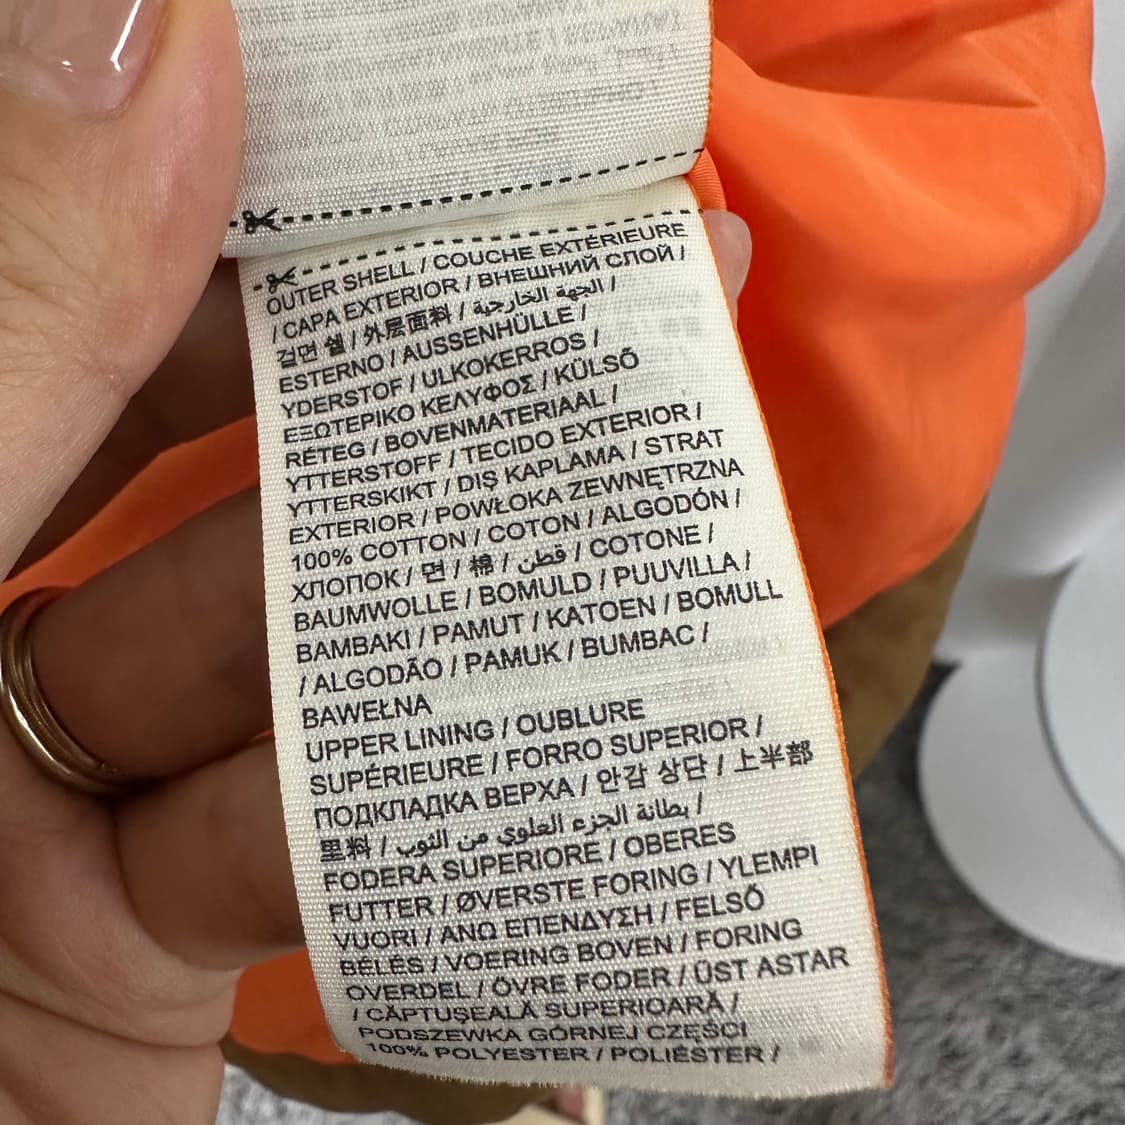 OUTER SHELL / COUCHE EXTÉRIEURE
/ CAPA EXTERIOR / ВНЕШНИЙ СЛОЙ /
겉면 쉘 / 外层面料 / الجهة الخارجية /
ESTERNO / AUSSENHÜLLE /
YDERSTOF / ULKOKERROS /
ΕΞΩΤΕΡΙΚΟ ΚΕΛΥΦΟΣ / KÜLSŐ
RÉTEG / BOVENMATERIAAL /
YTTERSTOFF / TECIDO EXTERIOR /
YTTERSKIKT / DIŞ KAPLAMA / STRAT
EXTERIOR / POWŁOKA ZEWNĘTRZNA
100% COTTON / COTON / ALGODÓN /
ХЛОПОК / 면 / 棉 / قطن / COTONE /
BAUMWOLLE / BOMULD / PUUVILLA /
BAMBAKI / PAMUT / KATOEN / BOMULL
/ ALGODÃO / PAMUK / BUMBAC /
BAWEŁNA
UPPER LINING / OUBLURE
SUPÉRIEURE / FORRO SUPERIOR /
ПОДКЛАДКА ВЕРХА / 안감 상단 / 上半部
里料 / بطانة الجزء العلوي من الثوب /
FODERA SUPERIORE / OBERES
FUTTER / ØVERSTE FORING / YLEMPI
VUORI / ΑΝΩ ΕΠΕΝΔΥΣΗ / FELSŐ
BÉLÉS / VOERING BOVEN / FORING
OVERDEL / ÖVRE FODER / ÜST ASTAR
/ CĂPTUȘEALĂ SUPERIOARĂ /
PODSZEWKA GÓRNEJ CZĘŚCI
100% POLYESTER / POLIÉSTER /